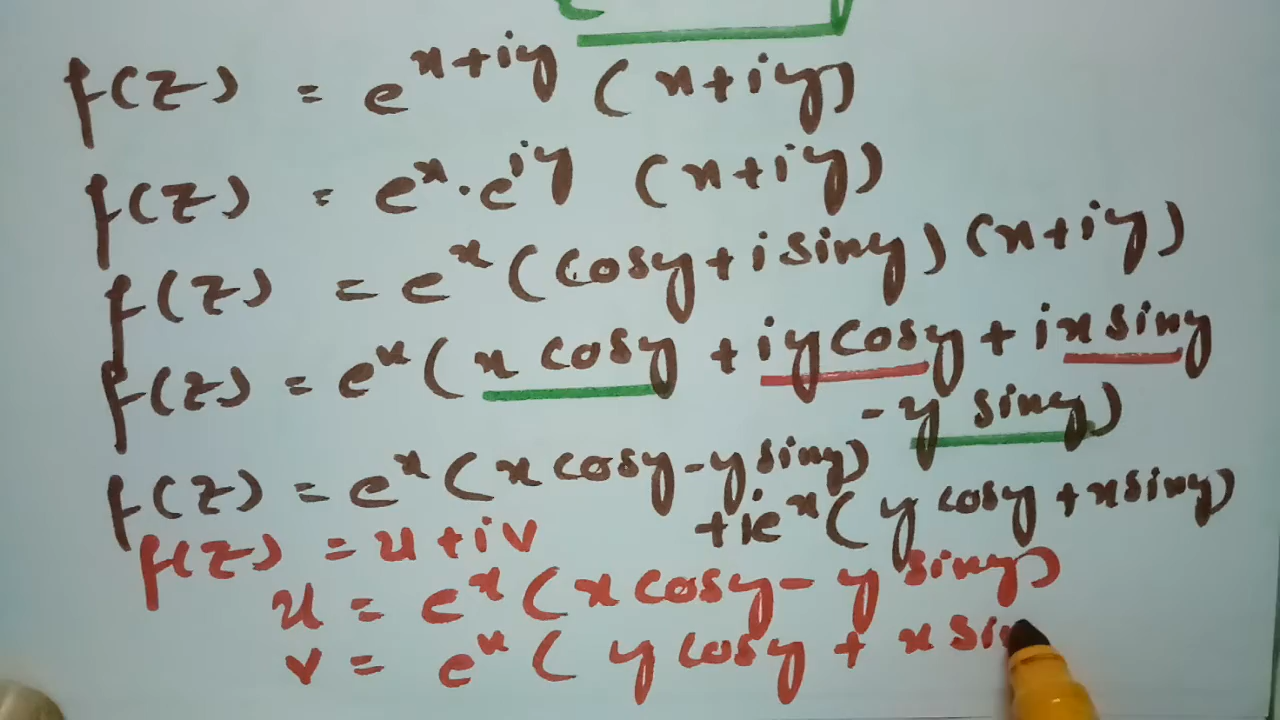 f(z) = e^{x+iy} (x+iy)
f(z) = e^x . e^{iy} (x+iy)
f(z) = e^x (cosy + i siny) (x+iy)
f(z) = e^x ( x cosy + iy cosy + ix siny
- y siny)
f(z) = e^x ( x cosy - y siny)
+ ie^x ( y cosy + x siny)
f(z) = u + iv
u = e^x ( x cosy - y siny)
v = e^x ( y cosy + x